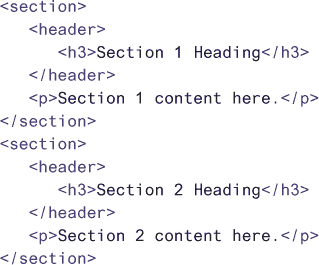 <section>
<header>
<h3>Section 1 Heading</h3>
</header>
<p>Section 1 content here.</p>
</section>
<section>
<header>
<h3>Section 2 Heading</h3>
</header>
<p>Section 2 content here.</p>
</section>